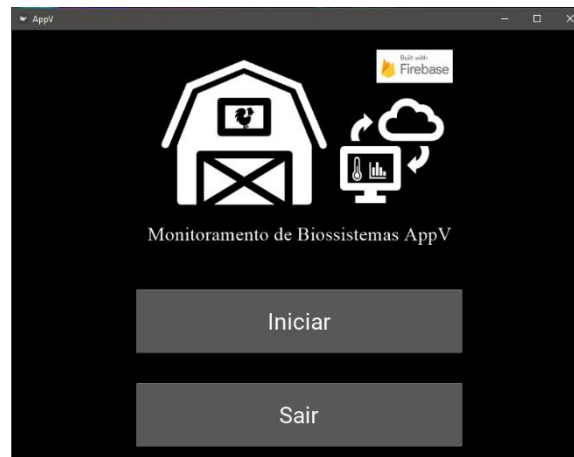 AppV
Built with
Firebase
Monitoramento de Biossistemas AppV
Iniciar
Sair